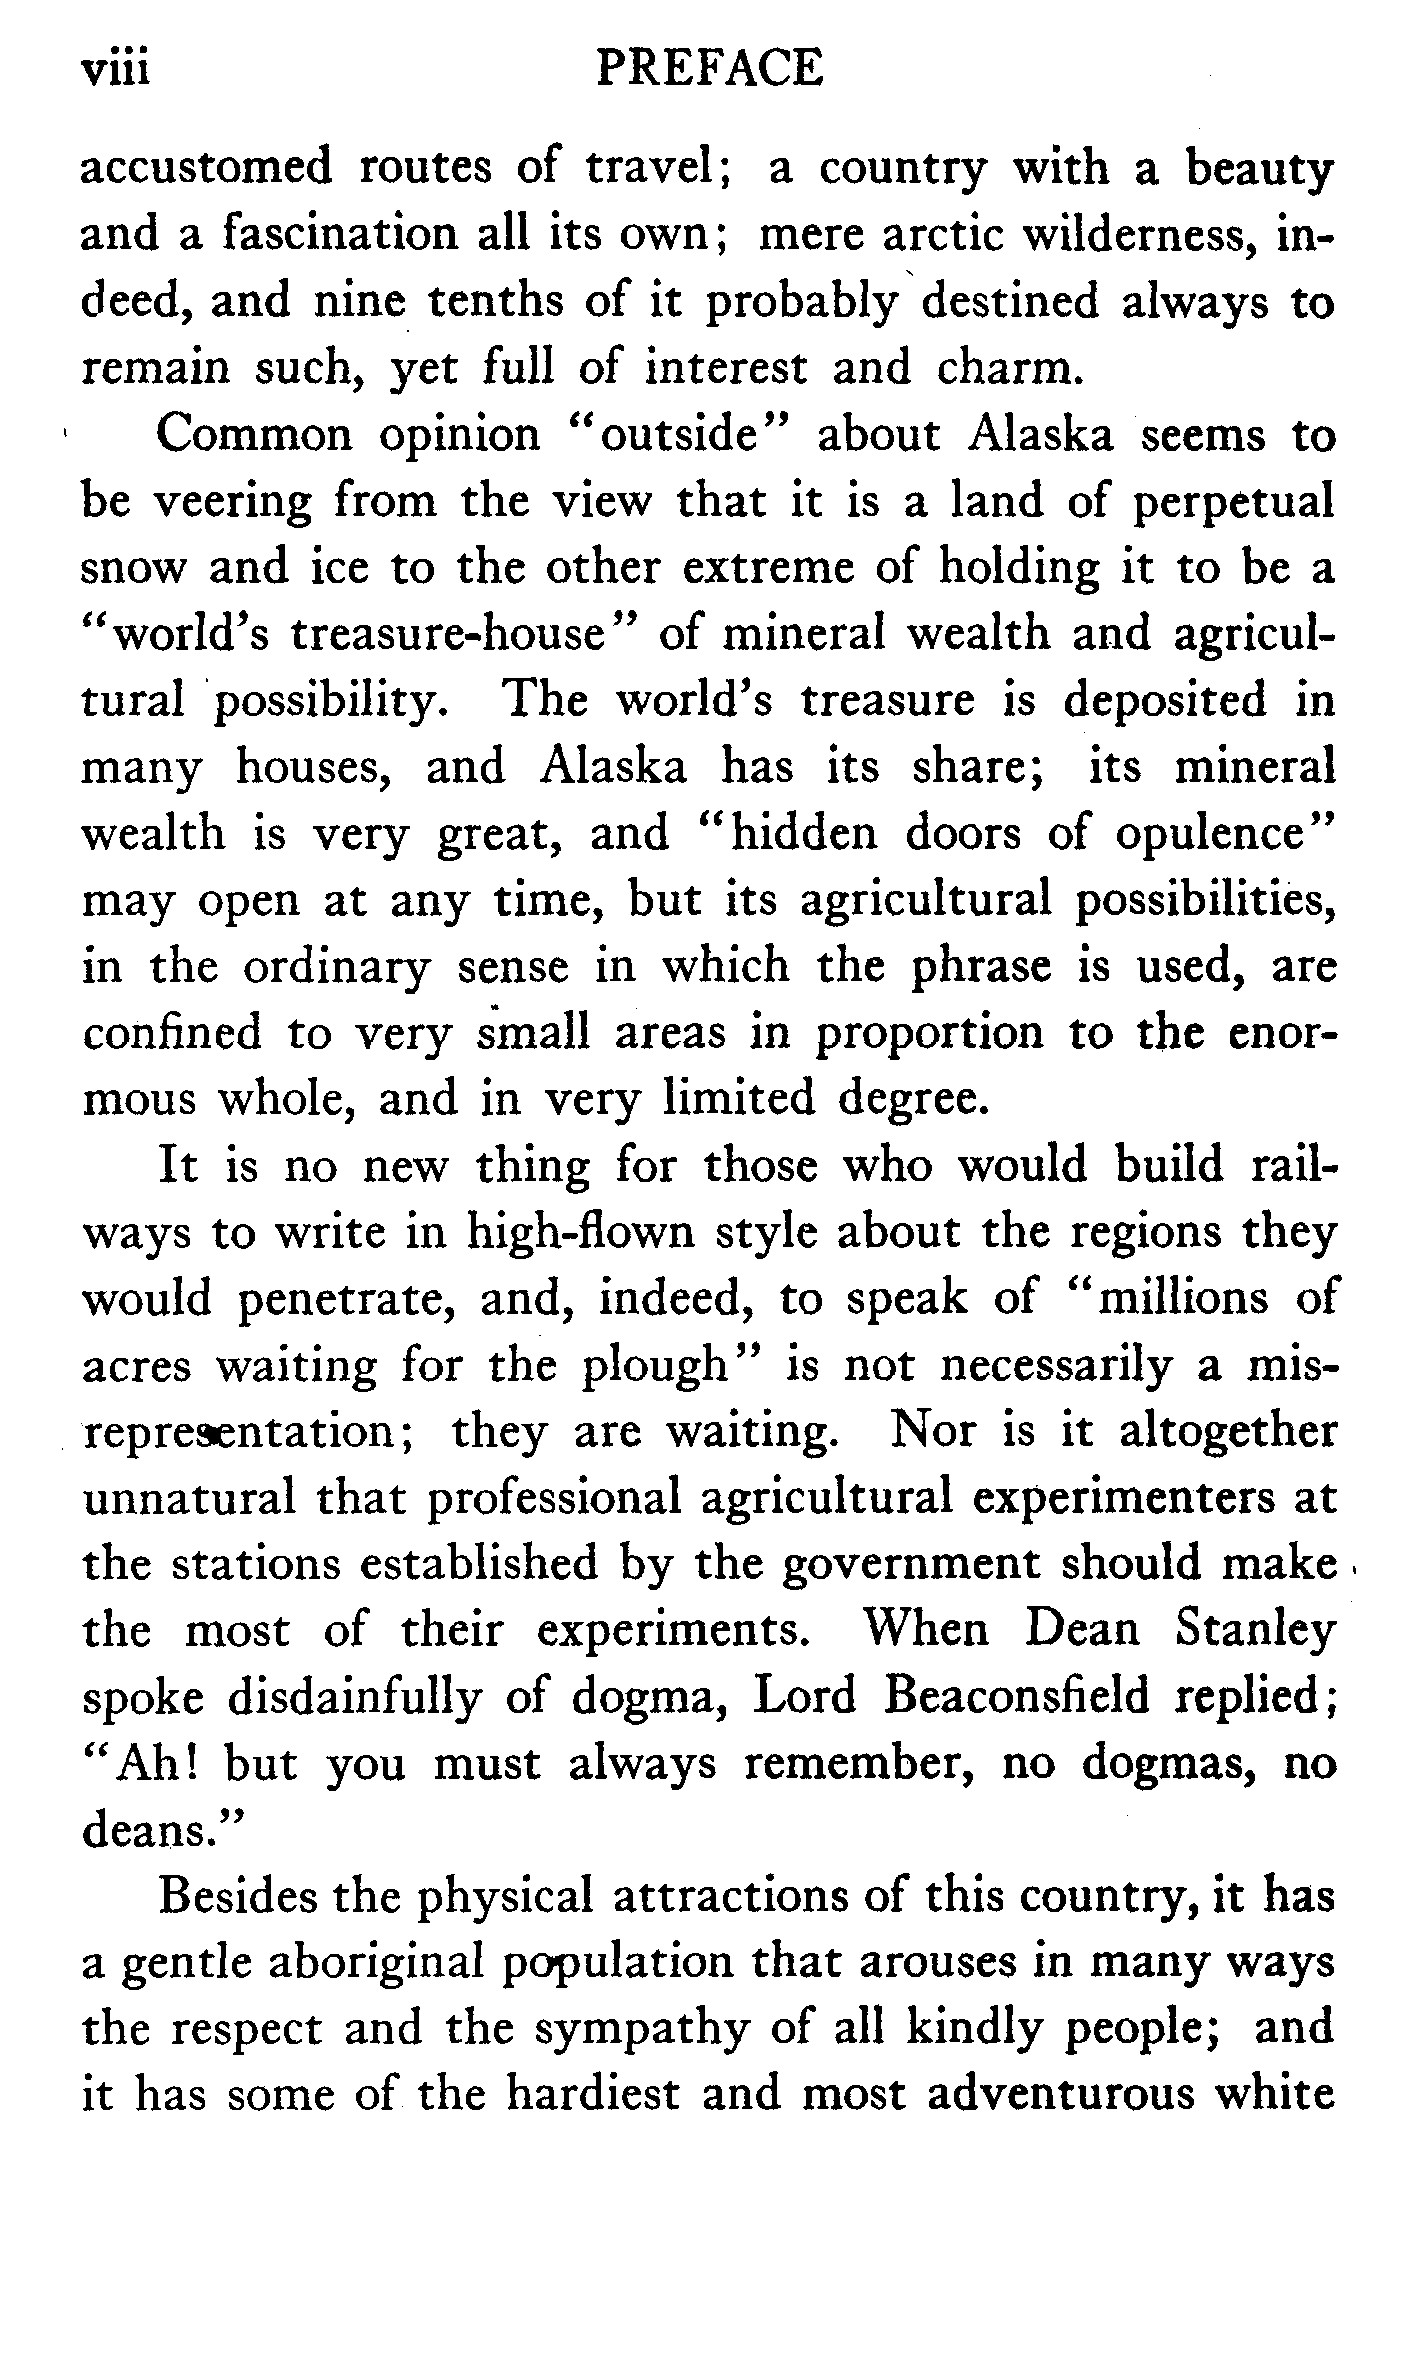 viii PREFACE
accustomed routes of travel; a country with a beauty
and a fascination all its own; mere arctic wilderness, in-
deed, and nine tenths of it probably destined always to
remain such, yet full of interest and charm.
Common opinion "outside" about Alaska seems to
be veering from the view that it is a land of perpetual
snow and ice to the other extreme of holding it to be a
"world's treasure-house" of mineral wealth and agricul-
tural possibility. The world's treasure is deposited in
many houses, and Alaska has its share; its mineral
wealth is very great, and "hidden doors of opulence"
may open at any time, but its agricultural possibilities,
in the ordinary sense in which the phrase is used, are
confined to very small areas in proportion to the enor-
mous whole, and in very limited degree.
It is no new thing for those who would build rail-
ways to write in high-flown style about the regions they
would penetrate, and, indeed, to speak of "millions of
acres waiting for the plough" is not necessarily a mis-
representation; they are waiting. Nor is it altogether
unnatural that professional agricultural experimenters at
the stations established by the government should make
the most of their experiments. When Dean Stanley
spoke disdainfully of dogma, Lord Beaconsfield replied;
"Ah! but you must always remember, no dogmas, no
deans."
Besides the physical attractions of this country, it has
a gentle aboriginal population that arouses in many ways
the respect and the sympathy of all kindly people; and
it has some of the hardiest and most adventurous white